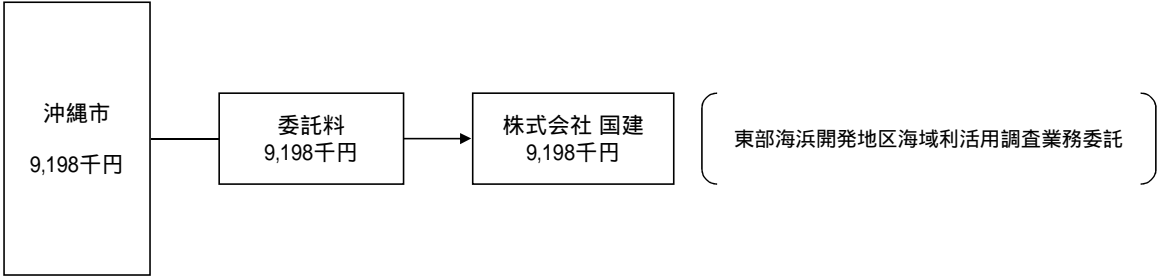 沖縄市
9,198千円
委託料
9,198千円
株式会社 国建
9,198千円
東部海浜開発地区海域利活用調査業務委託